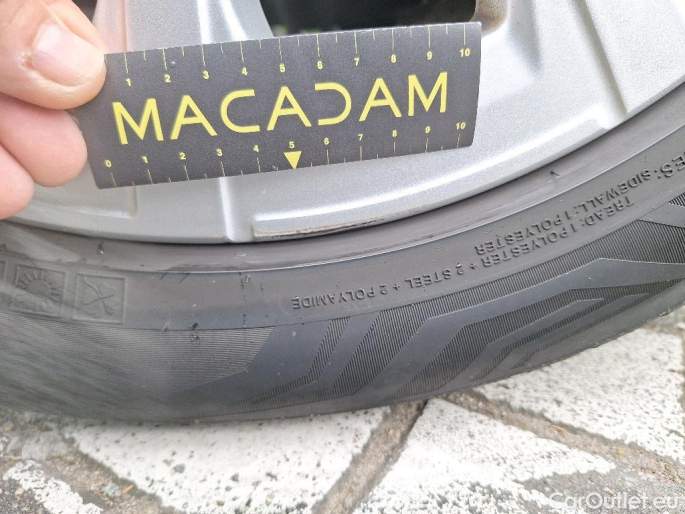 1 2 3 4 5 6 7 8 9 10
MACADAM
0 1 2 3 4 5 6 7 8 9 10
ES: SIDEWALL: 1 POLYESTER
TREAD: 1 POLYESTER + 2 STEEL + 2 POLYAMIDE
CarOutlet.eu